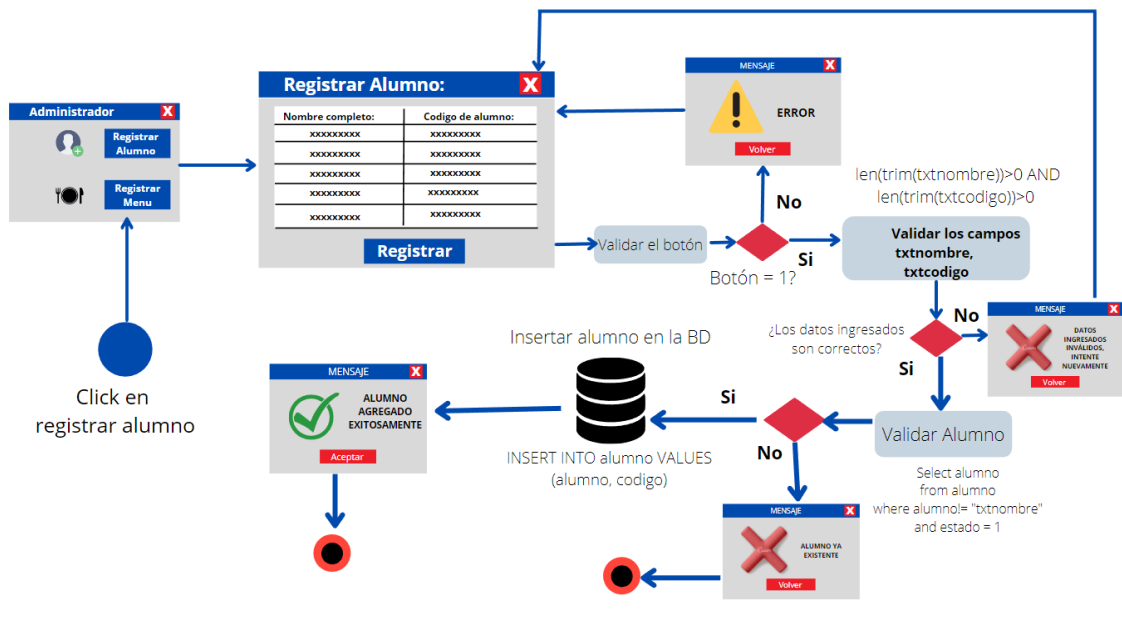 Administrador
X
Registrar
Alumno
Registrar
Menu
Click en
registrar alumno
Registrar Alumno:
X
Nombre completo:
Codigo de alumno:
xxxxxxxxx
xxxxxxxxx
xxxxxxxxx
xxxxxxxxx
xxxxxxxxx
xxxxxxxxx
xxxxxxxxx
xxxxxxxxx
xxxxxxxxx
xxxxxxxxx
Registrar
MENSAJE
X
ERROR
Volver
No
Validar el botón
Si
Botón = 1?
len(trim(txtnombre))>0 AND
len(trim(txtcodigo))>0
Validar los campos
txtnombre,
txtcodigo
¿Los datos ingresados
son correctos?
No
Si
MENSAJE
X
DATOS
INGRESADOS
INVÁLIDOS,
INTENTE
NUEVAMENTE
Volver
Validar Alumno
Select alumno
from alumno
where alumno!= "txtnombre"
and estado = 1
Si
No
Insertar alumno en la BD
INSERT INTO alumno VALUES
(alumno, codigo)
MENSAJE
X
ALUMNO
AGREGADO
EXITOSAMENTE
Aceptar
MENSAJE
X
ALUMNO YA
EXISTENTE
Volver